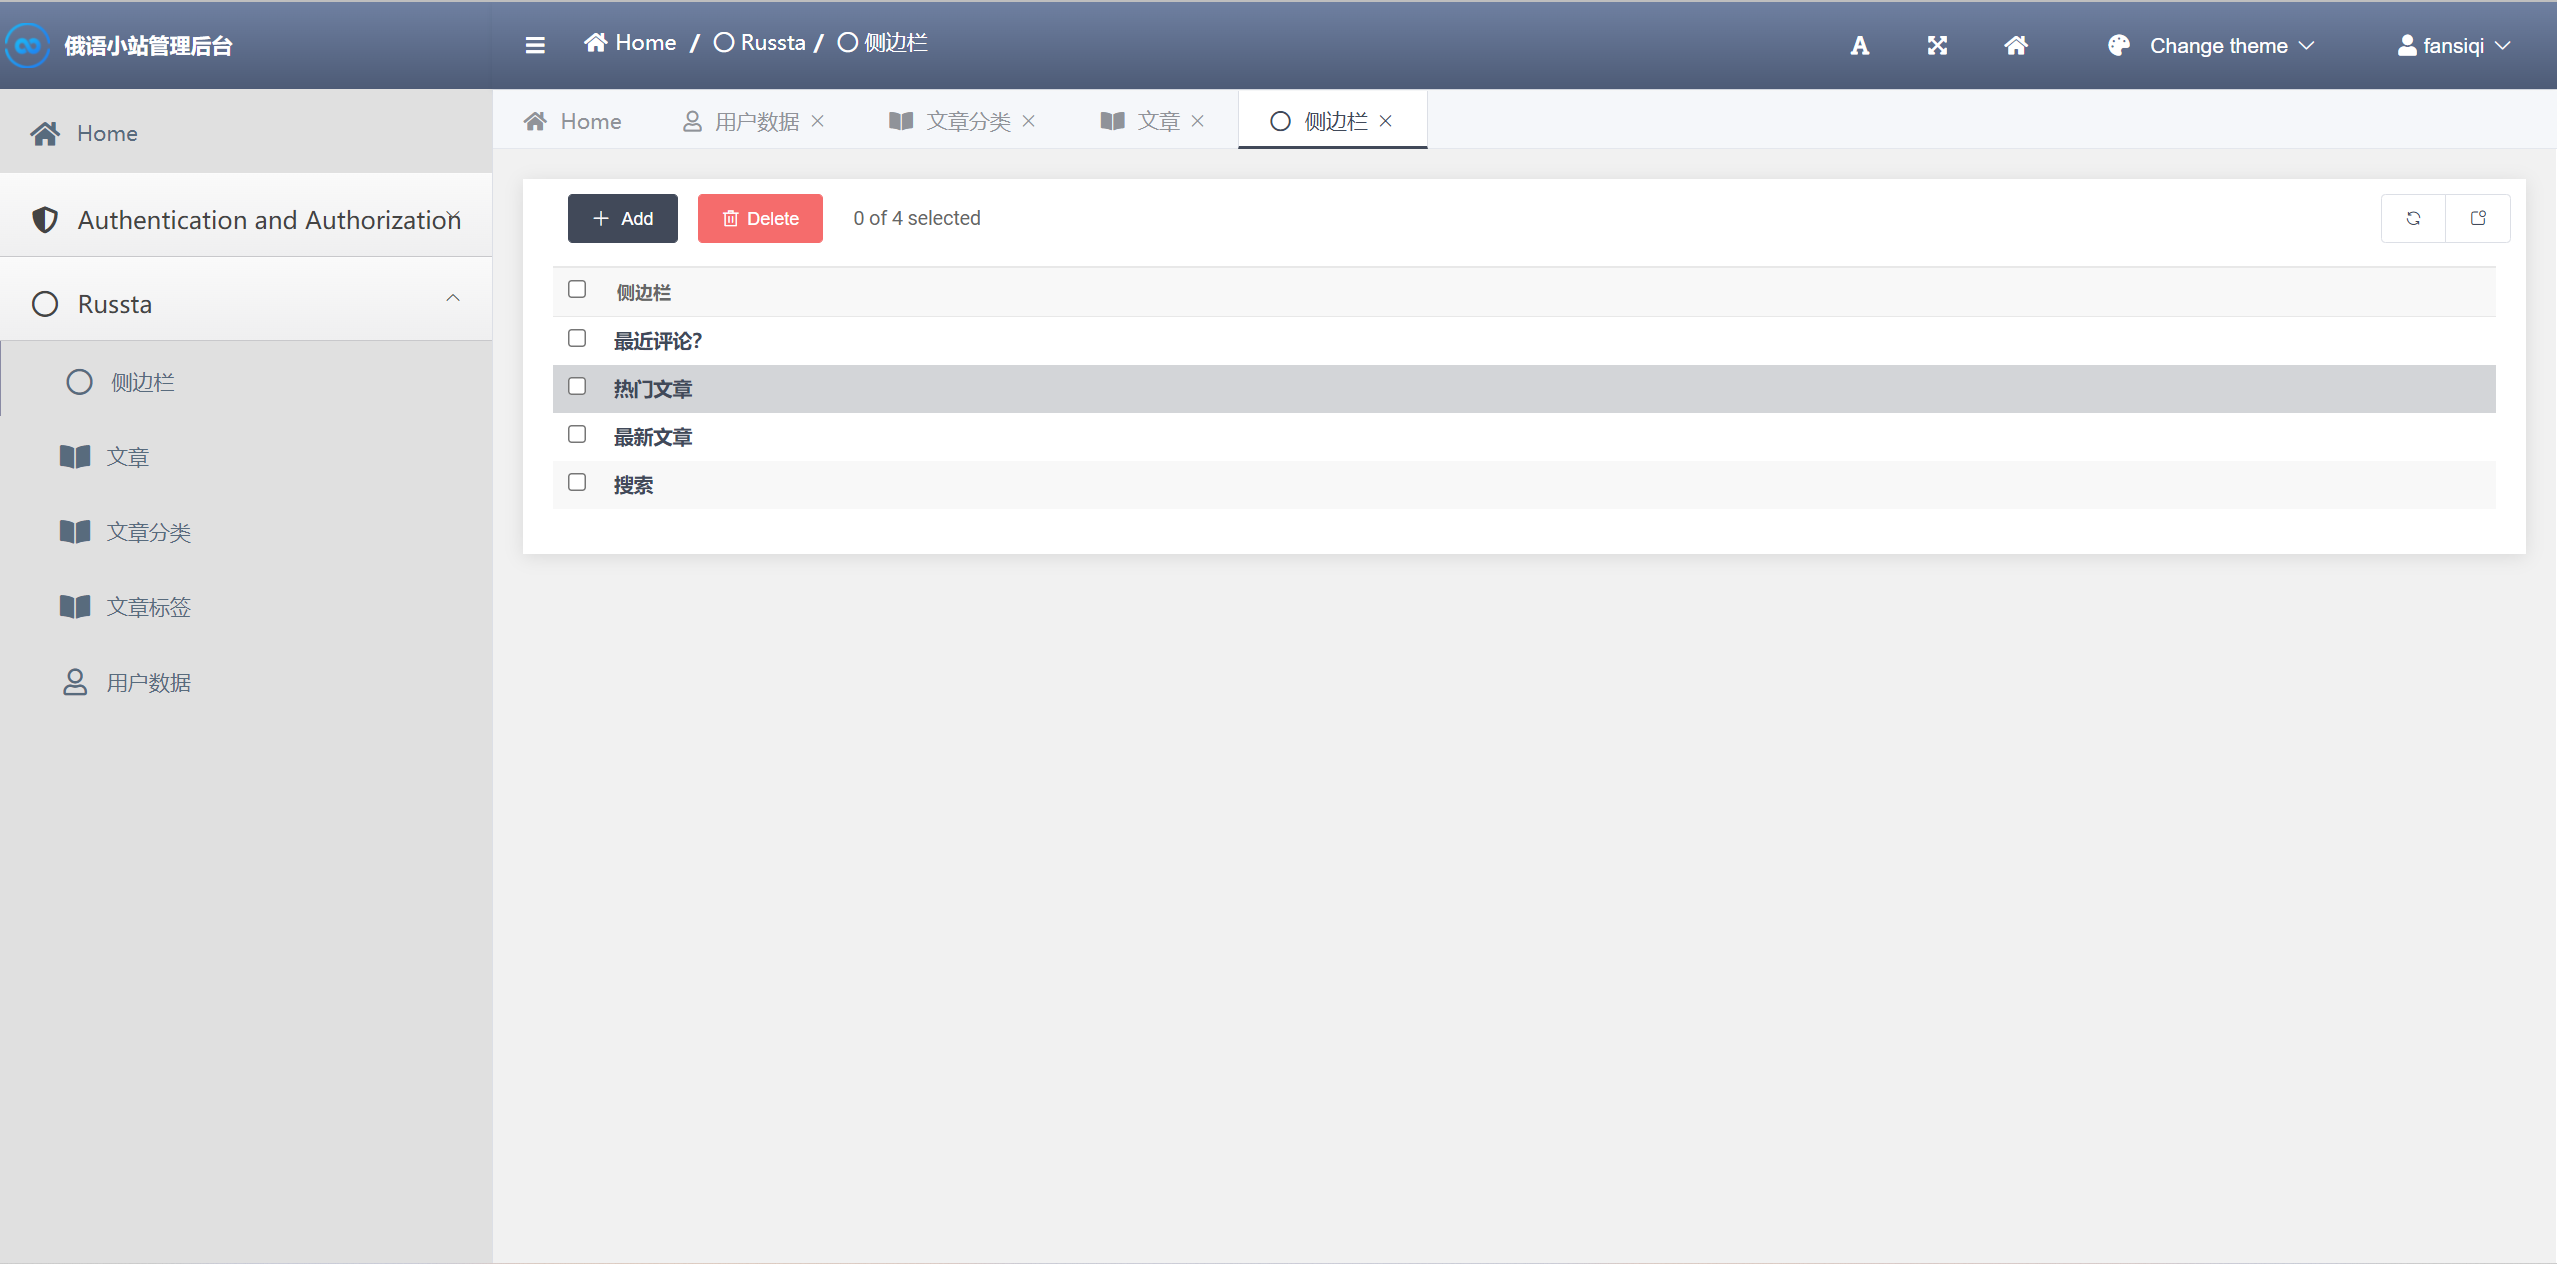 俄语小站管理后台
Home / Russta / 侧边栏
Change theme
fansiqi
Home
用户数据
文章分类
文章
侧边栏
Home
Authentication and Authorization
Russta
侧边栏
文章
文章分类
文章标签
用户数据
Add
Delete
0 of 4 selected
侧边栏
最近评论?
热门文章
最新文章
搜索